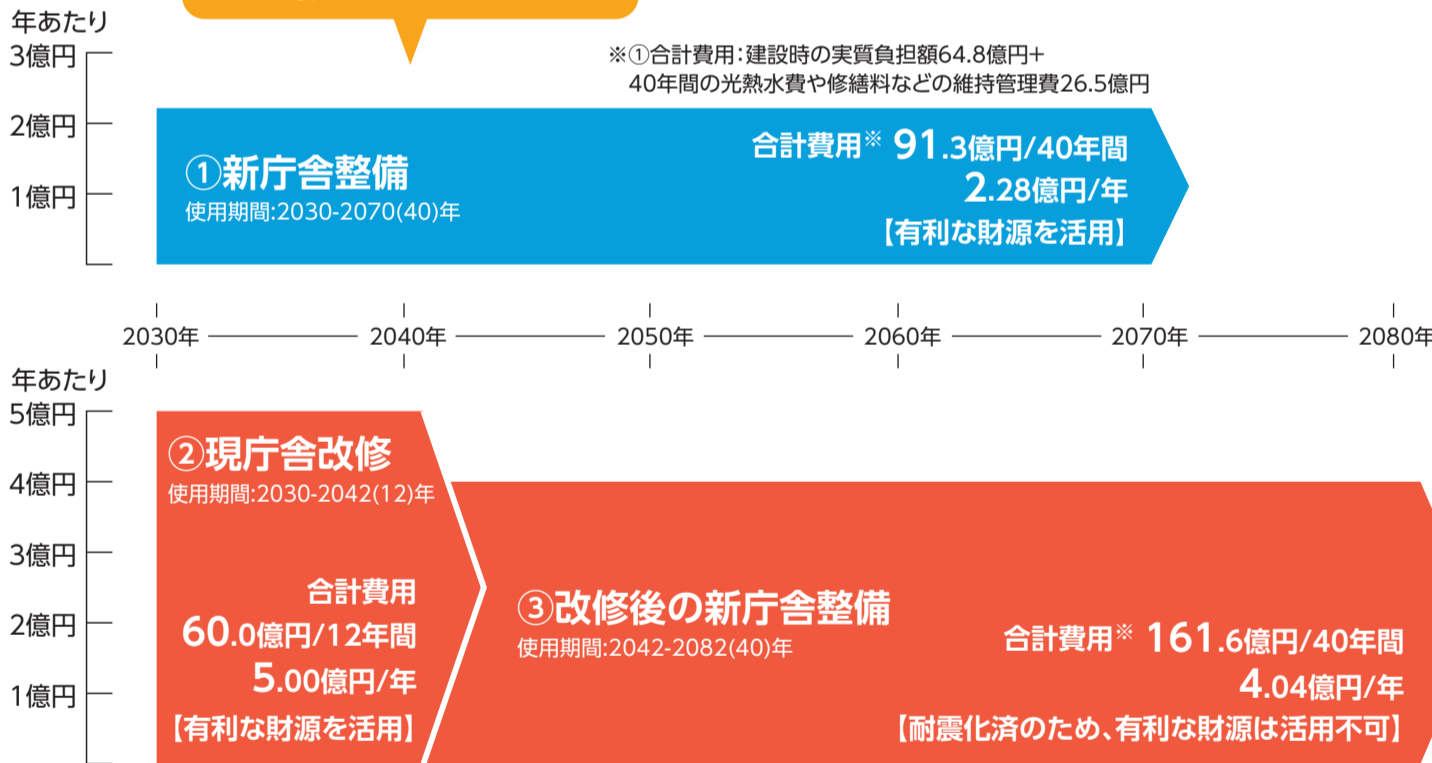 年あたり
3億円
2億円
1億円
※①合計費用：建設時の実質負担額64.8億円＋
40年間の光熱水費や修繕料などの維持管理費26.5億円
①新庁舎整備
使用期間:2030-2070(40)年
合計費用※ 91.3億円/40年間
2.28億円/年
【有利な財源を活用】
2030年 2040年 2050年 2060年 2070年 2080年
年あたり
5億円
4億円
3億円
2億円
1億円
②現庁舎改修
使用期間:2030-2042(12)年
合計費用
60.0億円/12年間
5.00億円/年
【有利な財源を活用】
③改修後の新庁舎整備
使用期間:2042-2082(40)年
合計費用※ 161.6億円/40年間
4.04億円/年
【耐震化済のため、有利な財源は活用不可】